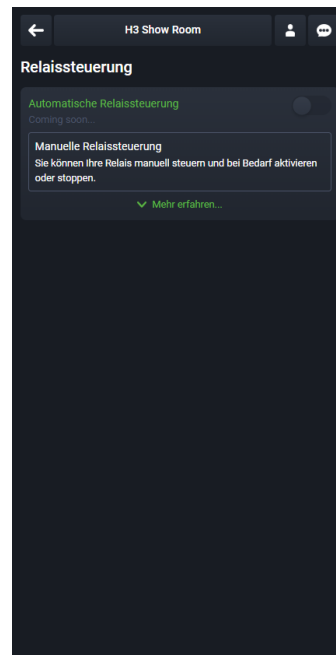 H3 Show Room
Relaissteuerung
Automatische Relaissteuerung
Coming soon...
Manuelle Relaissteuerung
Sie können Ihre Relais manuell steuern und bei Bedarf aktivieren
oder stoppen.
Mehr erfahren...